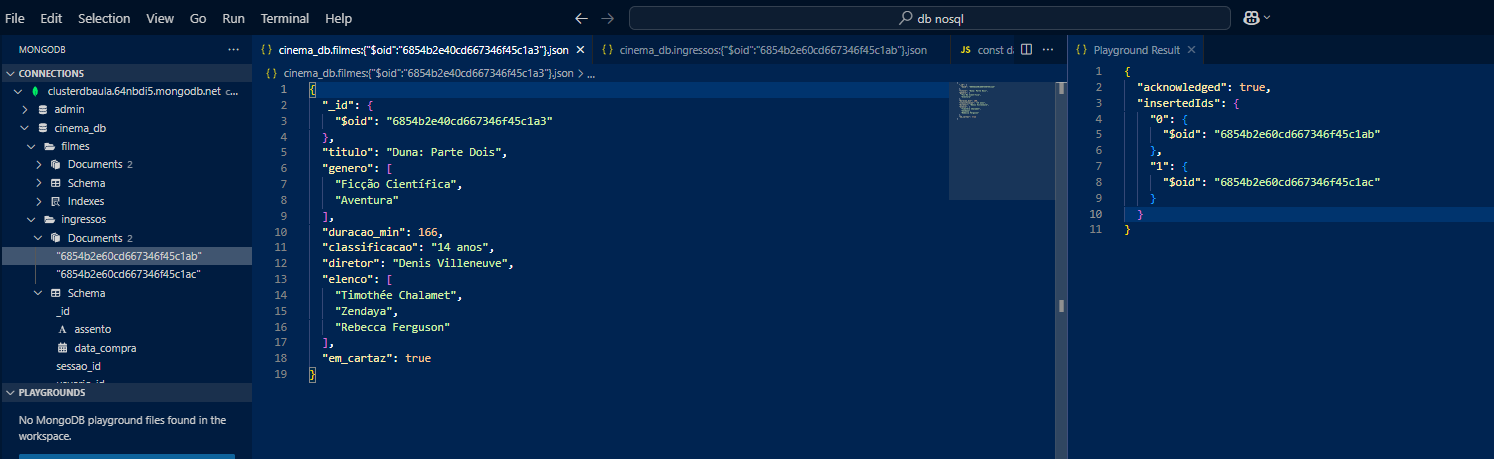 File Edit Selection View Go Run Terminal Help
db nosql
MONGODB
CONNECTIONS
clusterdbaula.64nbdi5.mongodb.net c...
admin
cinema_db
filmes
Documents 2
Schema
Indexes
ingressos
Documents 2
"6854b2e60cd667346f45c1ab"
"6854b2e60cd667346f45c1ac"
Schema
_id
assento
data_compra
sessao_id
PLAYGROUNDS
No MongoDB playground files found in the
workspace.
cinema_db.filmes:{"$oid":"6854b2e40cd667346f45c1a3"}.json
cinema_db.ingressos:{"$oid":"6854b2e60cd667346f45c1ab"}.json
JS const d
cinema_db.filmes:{"$oid":"6854b2e40cd667346f45c1a3"}.json > ...
1 {
2 "_id": {
3 "$oid": "6854b2e40cd667346f45c1a3"
4 },
5 "titulo": "Duna: Parte Dois",
6 "genero": [
7 "Ficção Científica",
8 "Aventura"
9 ],
10 "duracao_min": 166,
11 "classificacao": "14 anos",
12 "diretor": "Denis Villeneuve",
13 "elenco": [
14 "Timothée Chalamet",
15 "Zendaya",
16 "Rebecca Ferguson"
17 ],
18 "em_cartaz": true
19 }
Playground Result
1 {
2 "acknowledged": true,
3 "insertedIds": {
4 "0": {
5 "$oid": "6854b2e60cd667346f45c1ab"
6 },
7 "1": {
8 "$oid": "6854b2e60cd667346f45c1ac"
9 }
10 }
11 }